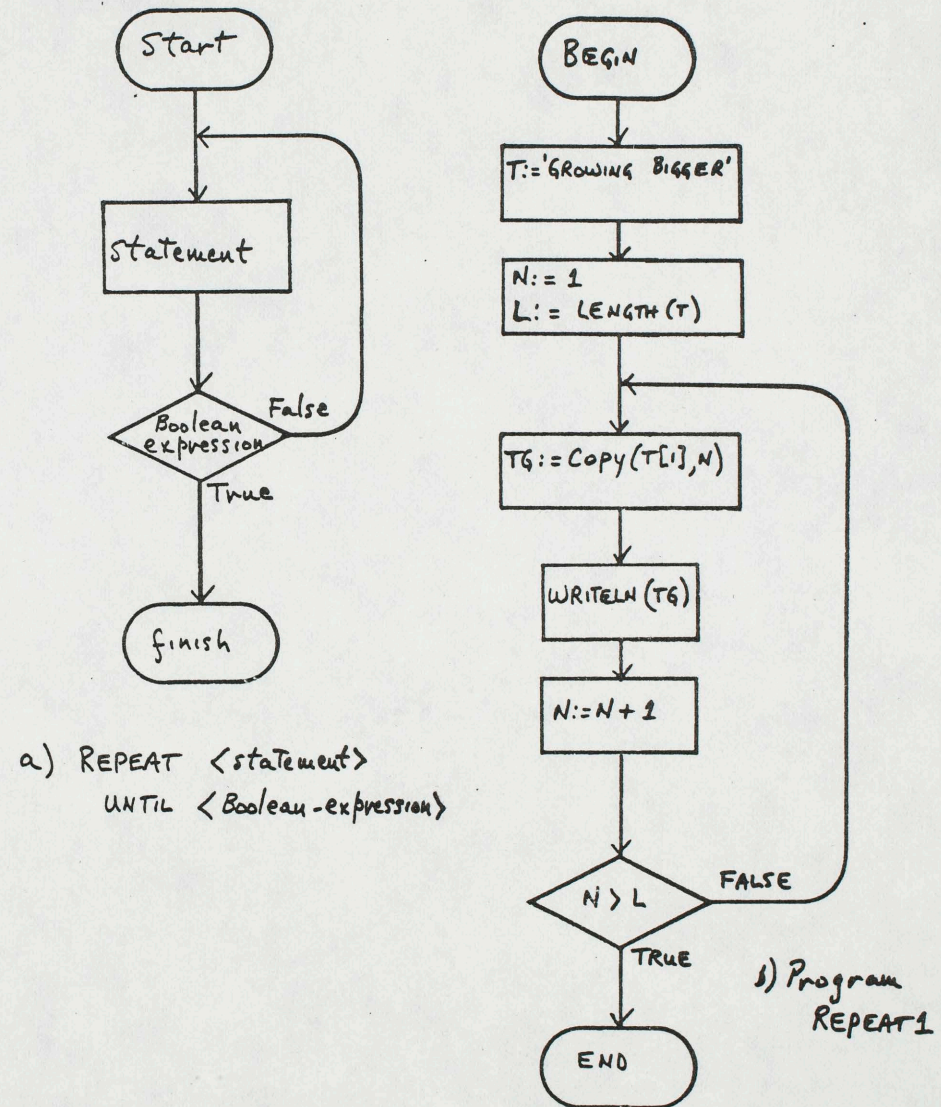 Start
statement
Boolean
expression
False
True
finish
a) REPEAT <statement>
UNTIL <Boolean-expression>
BEGIN
T:='GROWING BIGGER'
N:= 1
L:= LENGTH(T)
TG:= COPY(T[1],N)
WRITELN(TG)
N:=N+1
N > L
FALSE
TRUE
END
b) Program
REPEAT1